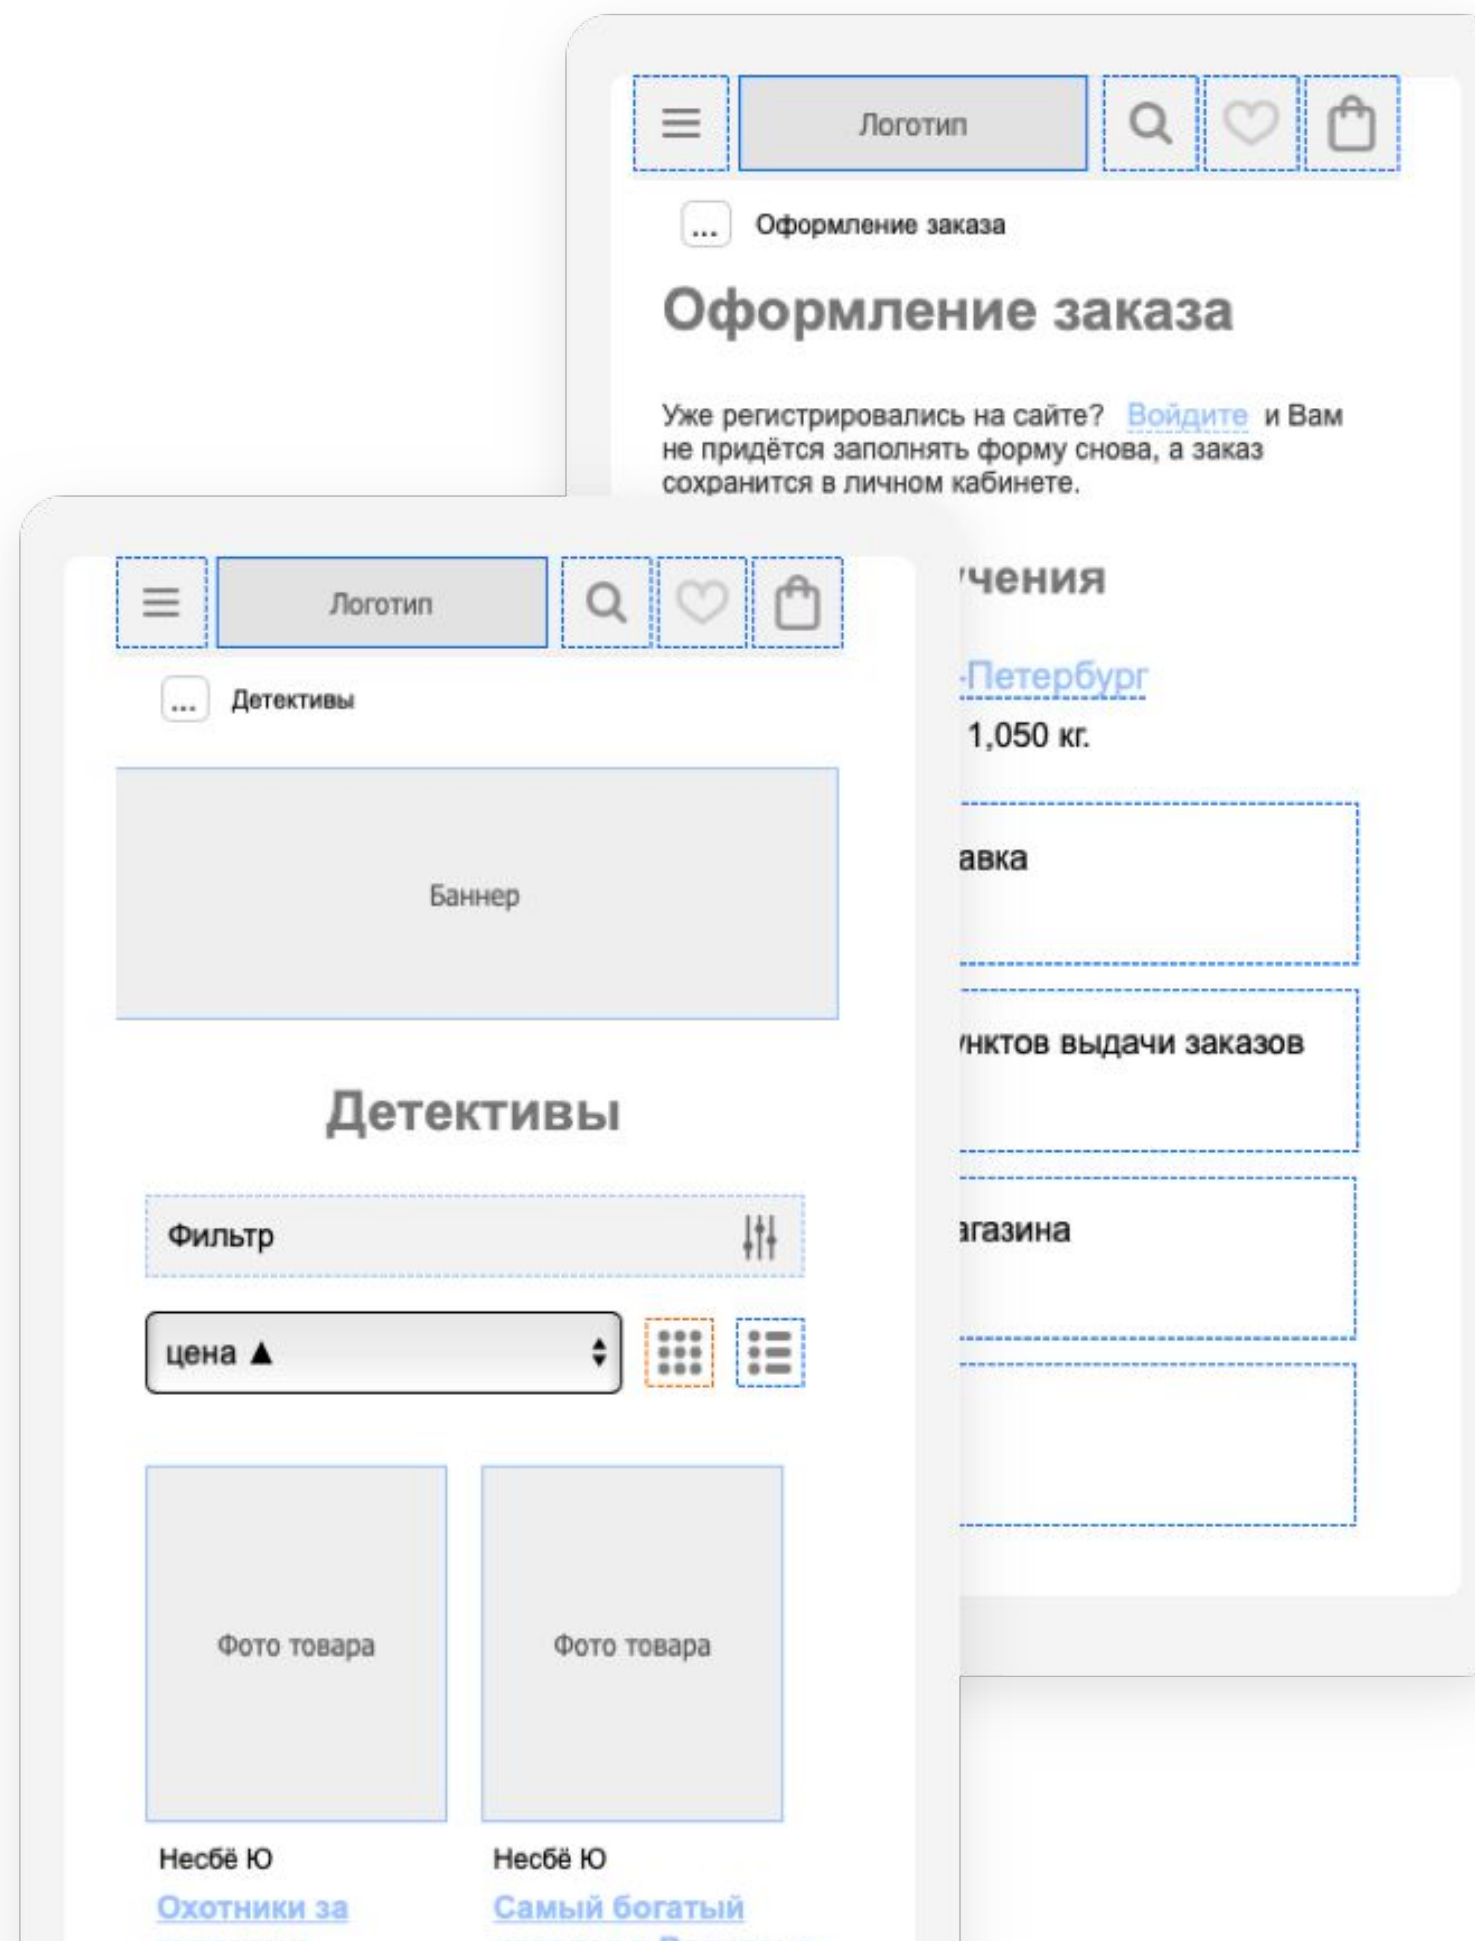 Логотип
... Оформление заказа
Оформление заказа
Уже регистрировались на сайте? Войдите и Вам
не придётся заполнять форму снова, а заказ
сохранится в личном кабинете.
учения
-Петербург
1,050 кг.
авка
унктов выдачи заказов
агазина
Логотип
... Детективы
Баннер
Детективы
Фильтр
цена ▲
Фото товара
Фото товара
Несбё Ю
Охотники за
Несбё Ю
Самый богатый